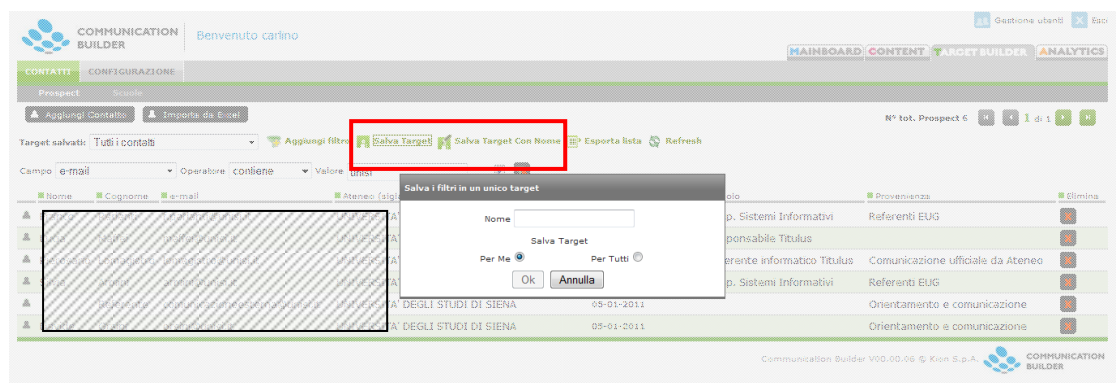 Gestione utenti Esci
COMMUNICATION BUILDER
Benvenuto carlino
MAINBOARD CONTENT TARGET BUILDER ANALYTICS
CONTATTI CONFIGURAZIONE
Prospect Scuole
Aggiungi Contatto Importa da Excel
N° tot. Prospect 6 1 di 1
Target salvati: Tutti i contatti Aggiungi filtro Salva Target Salva Target Con Nome Esporta lista Refresh
Campo e-mail Operatore contiene Valore unisi
Salva i filtri in un unico target
Nome Cognome e-mail Ateneo (sigla Provenienza Elimina
Nome
p. Sistemi Informativi Referenti EUG
Salva Target
ponsabile Titulus
Per Me Per Tutti
erente informatico Titulus Comunicazione ufficiale da Ateneo
Ok Annulla
p. Sistemi Informativi Referenti EUG
UNIVERSITA' DEGLI STUDI DI SIENA 05-01-2011 Orientamento e comunicazione
UNIVERSITA' DEGLI STUDI DI SIENA 05-01-2011 Orientamento e comunicazione
Communication Builder V00.00.06 © Kion S.p.A.
COMMUNICATION BUILDER